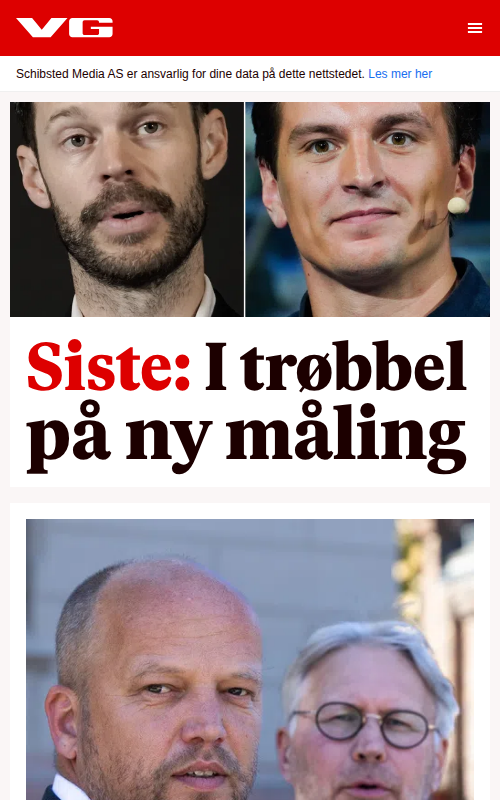 VG
Schibsted Media AS er ansvarlig for dine data på dette nettstedet. Les mer her
Siste: I trøbbel
på ny måling